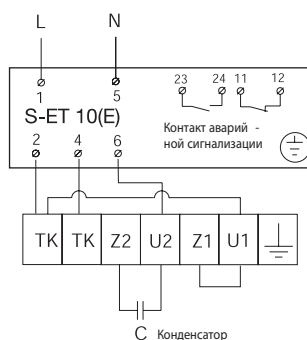 L N
1 5 23 24 11 12
S-ET 10(E)
Контакт аварий -
ной сигнализации
2 4 6
TK TK Z2 U2 Z1 U1
C Конденсатор